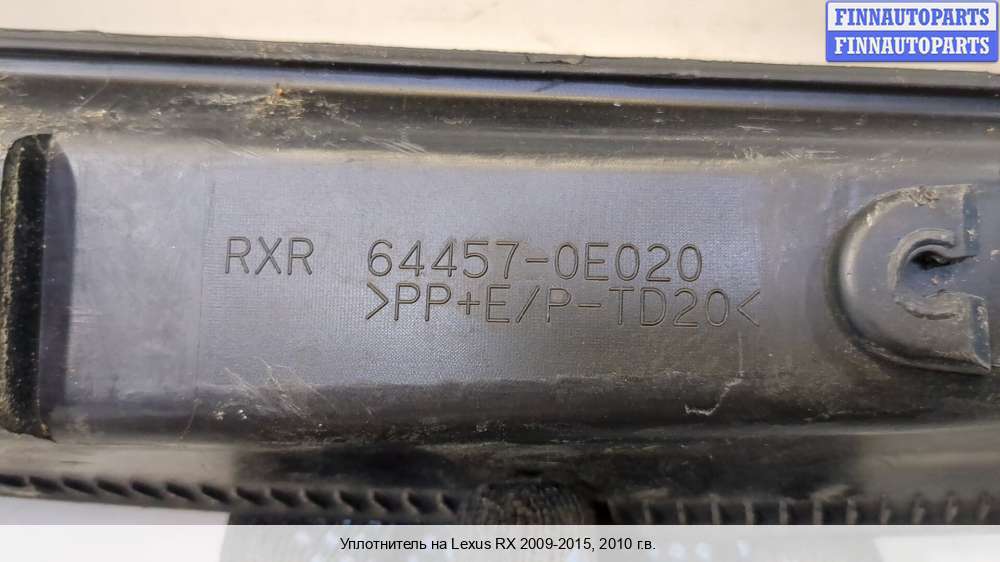 FINNAUTOPARTS
FINNAUTOPARTS
RXR 64457-0E020
>PP+E/P-TD20<
Уплотнитель на Lexus RX 2009-2015, 2010 г.в.